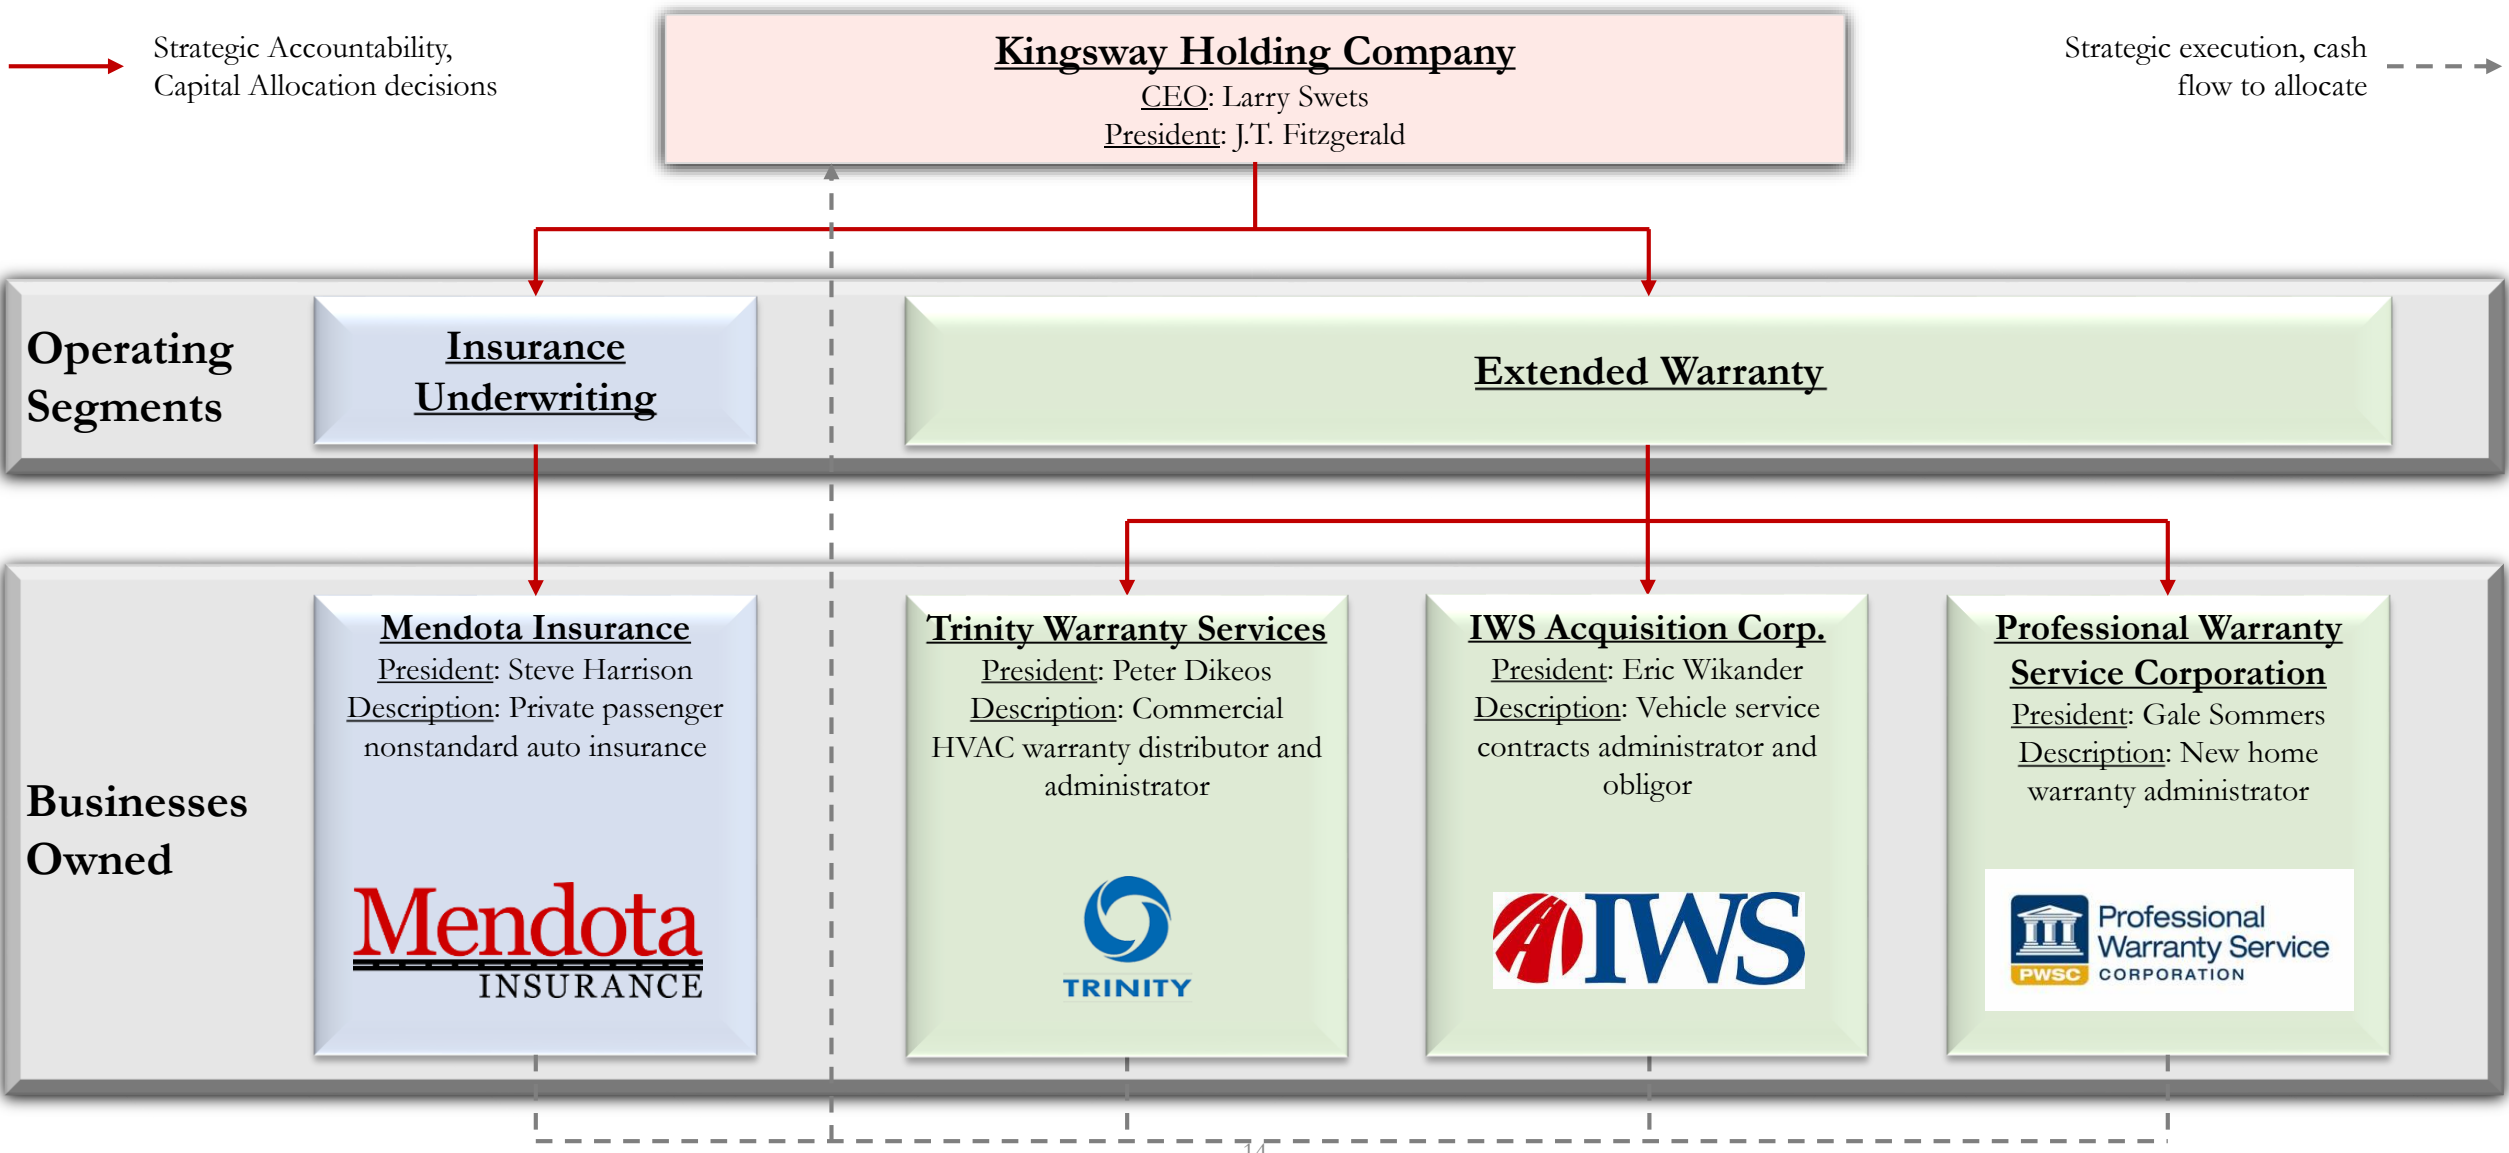 Strategic Accountability,
Capital Allocation decisions
Kingsway Holding Company
CEO: Larry Swets
President: J.T. Fitzgerald
Strategic execution, cash
flow to allocate
Operating
Segments
Insurance
Underwriting
Extended Warranty
Businesses
Owned
Mendota Insurance
President: Steve Harrison
Description: Private passenger
nonstandard auto insurance
Mendota
INSURANCE
Trinity Warranty Services
President: Peter Dikeos
Description: Commercial
HVAC warranty distributor and
administrator
TRINITY
IWS Acquisition Corp.
President: Eric Wikander
Description: Vehicle service
contracts administrator and
obligor
IWS
Professional Warranty
Service Corporation
President: Gale Sommers
Description: New home
warranty administrator
Professional
Warranty Service
CORPORATION
PWSC
14